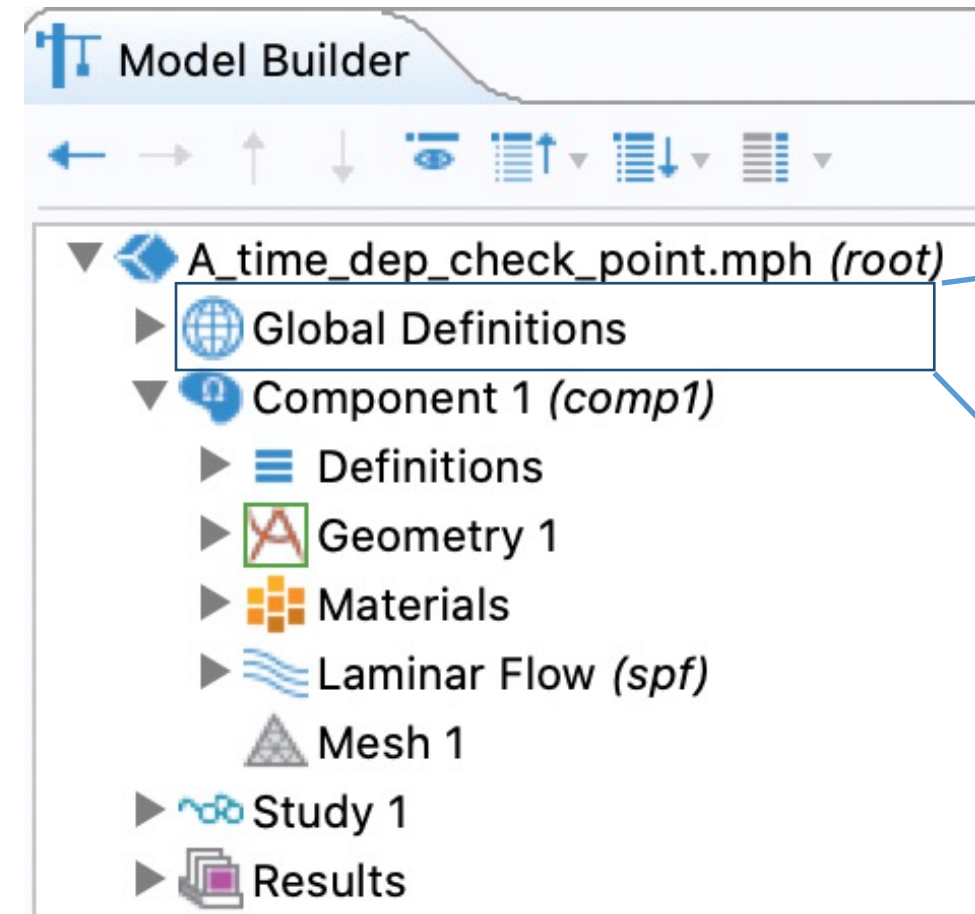 Model Builder
A_time_dep_check_point.mph (root)
Global Definitions
Component 1 (comp1)
Definitions
Geometry 1
Materials
Laminar Flow (spf)
Mesh 1
Study 1
Results